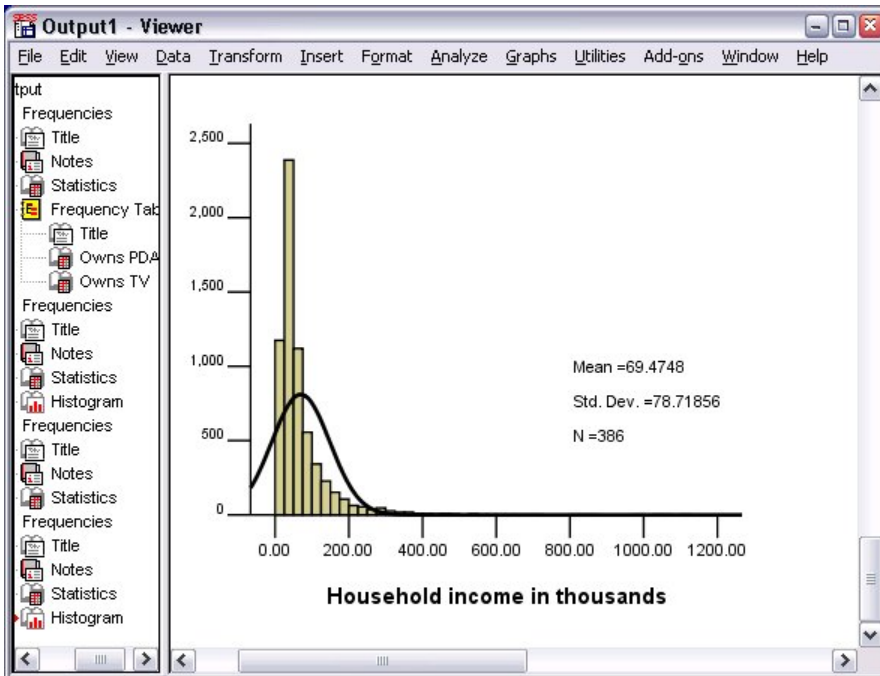 Output1 - Viewer
File Edit View Data Transform Insert Format Analyze Graphs Utilities Add-ons Window Help
tput
Frequencies
Title
Notes
Statistics
Frequency Tab
Title
Owns PDA
Owns TV
Frequencies
Title
Notes
Statistics
Histogram
Frequencies
Title
Notes
Statistics
Frequencies
Title
Notes
Statistics
Histogram
2,500
2,000
1,500
1,000
500
0
Mean =69.4748
Std. Dev. =78.71856
N =386
0.00 200.00 400.00 600.00 800.00 1000.00 1200.00
Household income in thousands